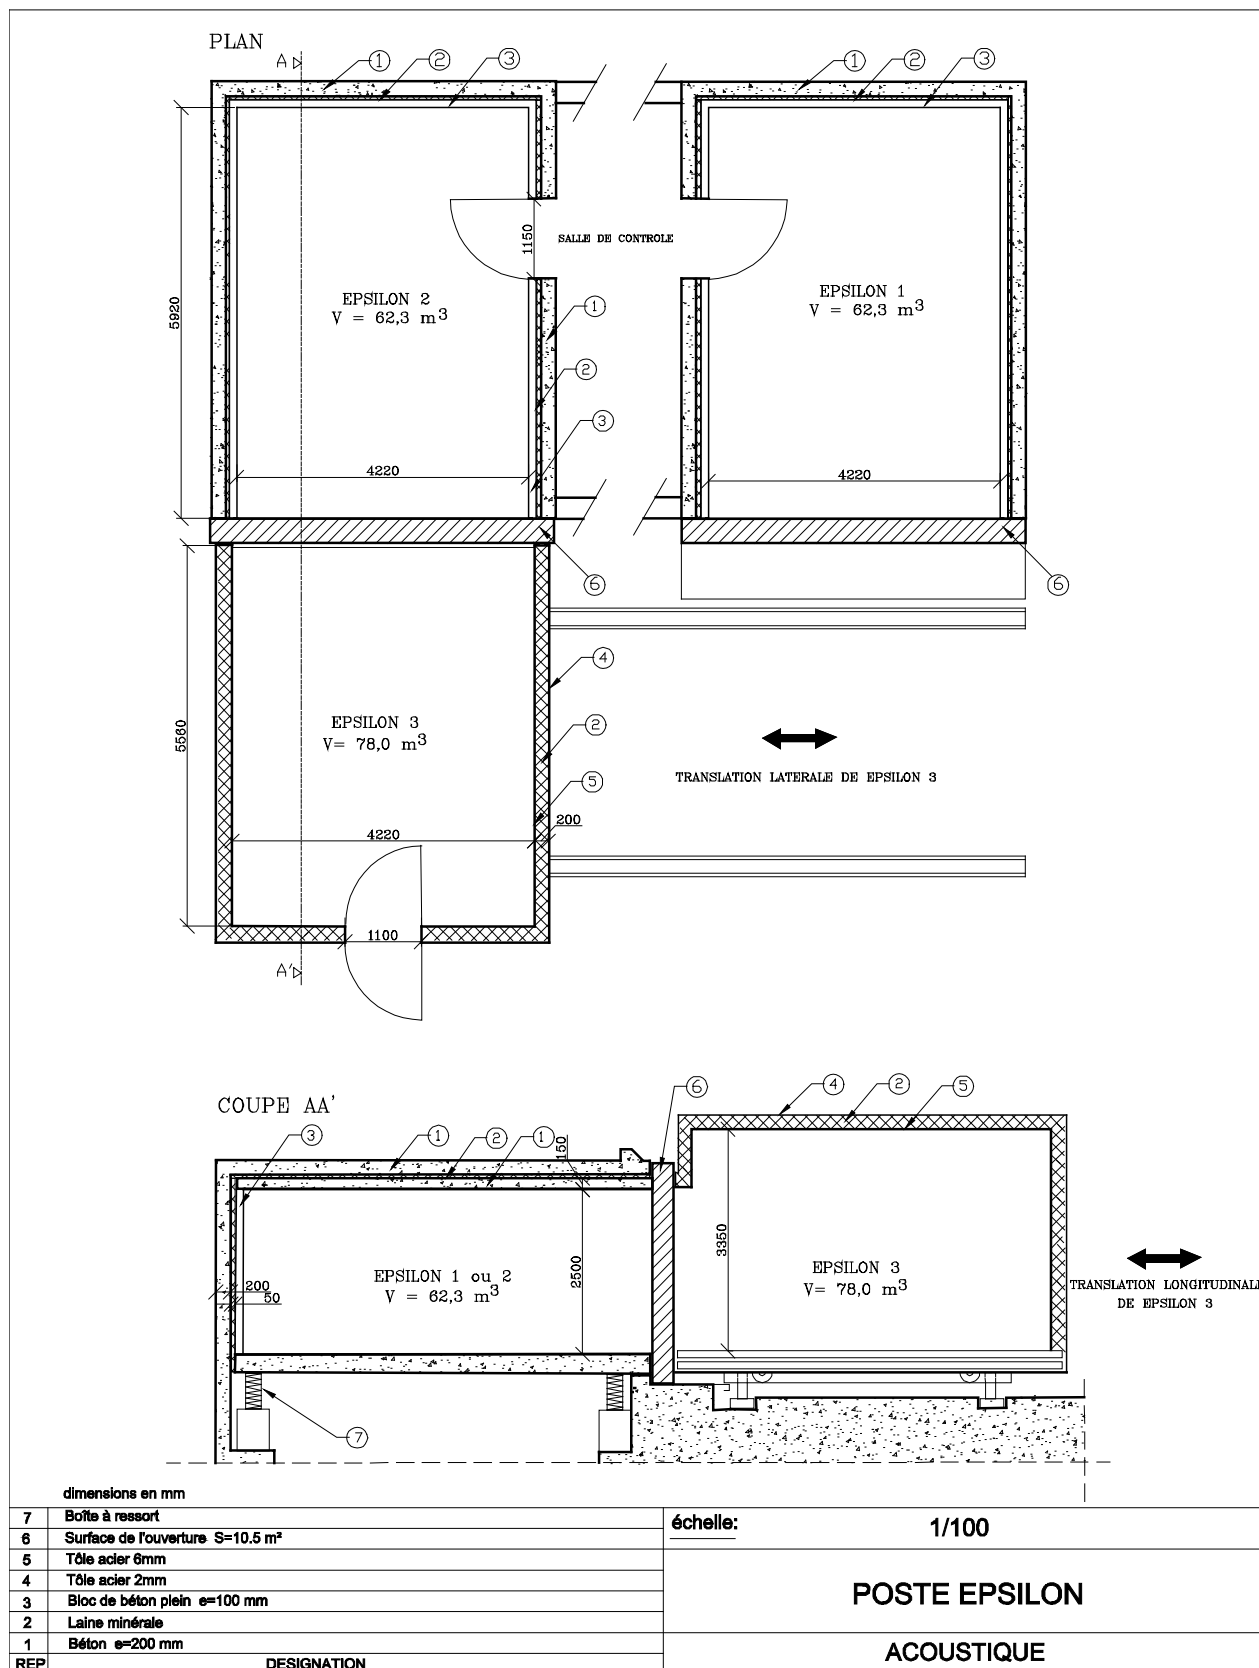 PLAN
A
1
2
3
1
2
3
1150
SALLE DE CONTROLE
EPSILON 2
V = 62,3 m³
EPSILON 1
V = 62,3 m³
5920
1
2
3
4220
4220
6
6
4
EPSILON 3
V= 78,0 m³
2
5560
TRANSLATION LATERALE DE EPSILON 3
5
200
4220
1100
A'
COUPE AA'
6
4
2
5
3
1
2
1
150
3350
2500
EPSILON 1 ou 2
V = 62,3 m³
EPSILON 3
V= 78,0 m³
200
50
TRANSLATION LONGITUDINALE
DE EPSILON 3
7
dimensions en mm
7 Boîte à ressort
6 Surface de l'ouverture S=10.5 m²
5 Tôle acier 6mm
4 Tôle acier 2mm
3 Bloc de béton plein e=100 mm
2 Laine minérale
1 Béton e=200 mm
REP DESIGNATION
échelle: 1/100
POSTE EPSILON
ACOUSTIQUE